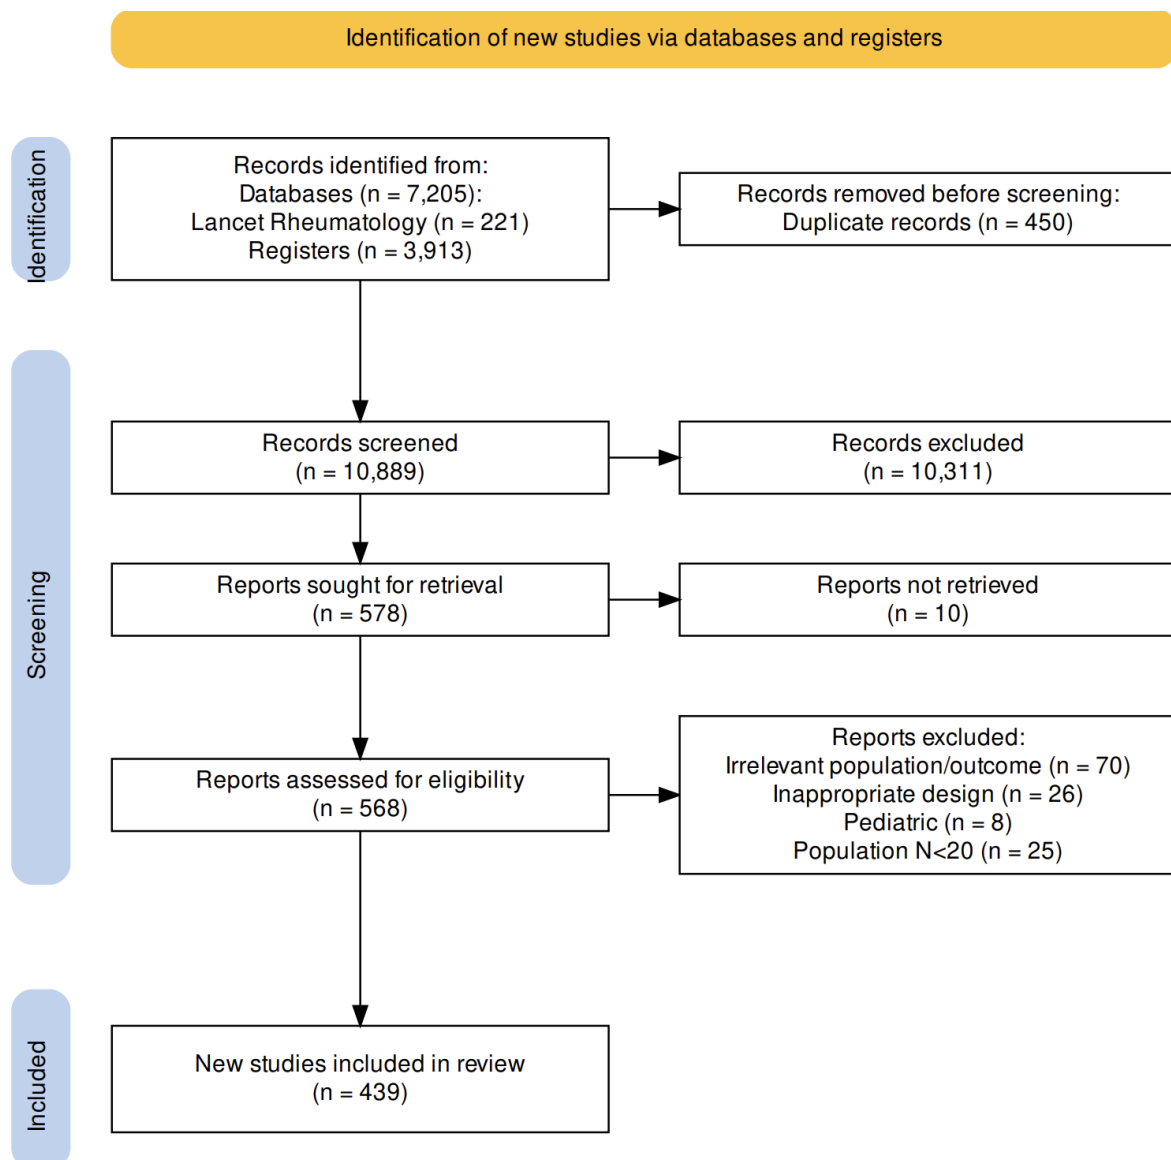 Identification of new studies via databases and registers
Identification
Records identified from:
Databases (n = 7,205):
Lancet Rheumatology (n = 221)
Registers (n = 3,913)
Records removed before screening:
Duplicate records (n = 450)
Screening
Records screened
(n = 10,889)
Records excluded
(n = 10,311)
Reports sought for retrieval
(n = 578)
Reports not retrieved
(n = 10)
Reports assessed for eligibility
(n = 568)
Reports excluded:
Irrelevant population/outcome (n = 70)
Inappropriate design (n = 26)
Pediatric (n = 8)
Population N<20 (n = 25)
Included
New studies included in review
(n = 439)